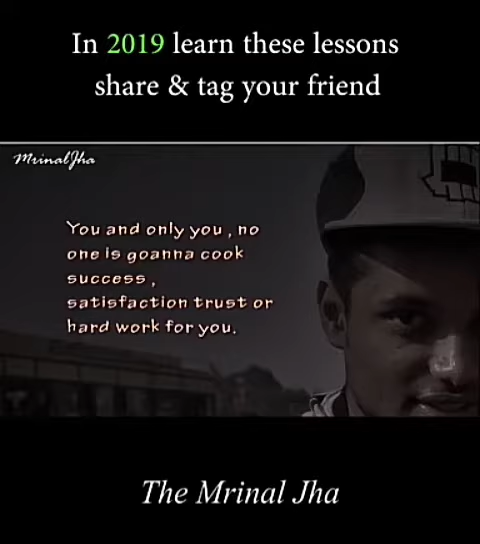 In 2019 learn these lessons
share & tag your friend
MrinalJha
You and only you , no
one is goanna cook
success ,
satisfaction trust or
hard work for you.
The Mrinal Jha